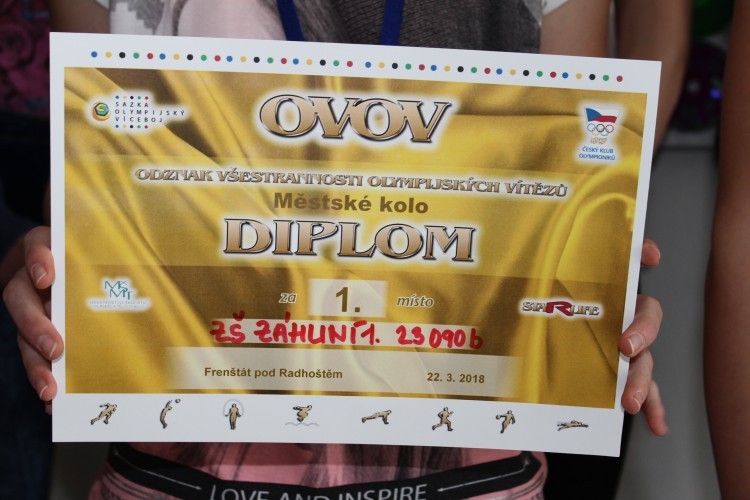 SAZKA
OLYMPIJSKÝ
VÍCEBOJ
OVOV
ČESKÝ KLUB
OLYMPIONIKŮ
ODZNAK VŠESTRANNOSTI OLYMPIJSKÝCH VÍTĚZŮ
Městské kolo
DIPLOM
za 1. místo
STARLIFE
ZŠ ZÁHUNÍ 1. 23090b
Frenštát pod Radhoštěm 22. 3. 2018
LOVE AND INSPIRE